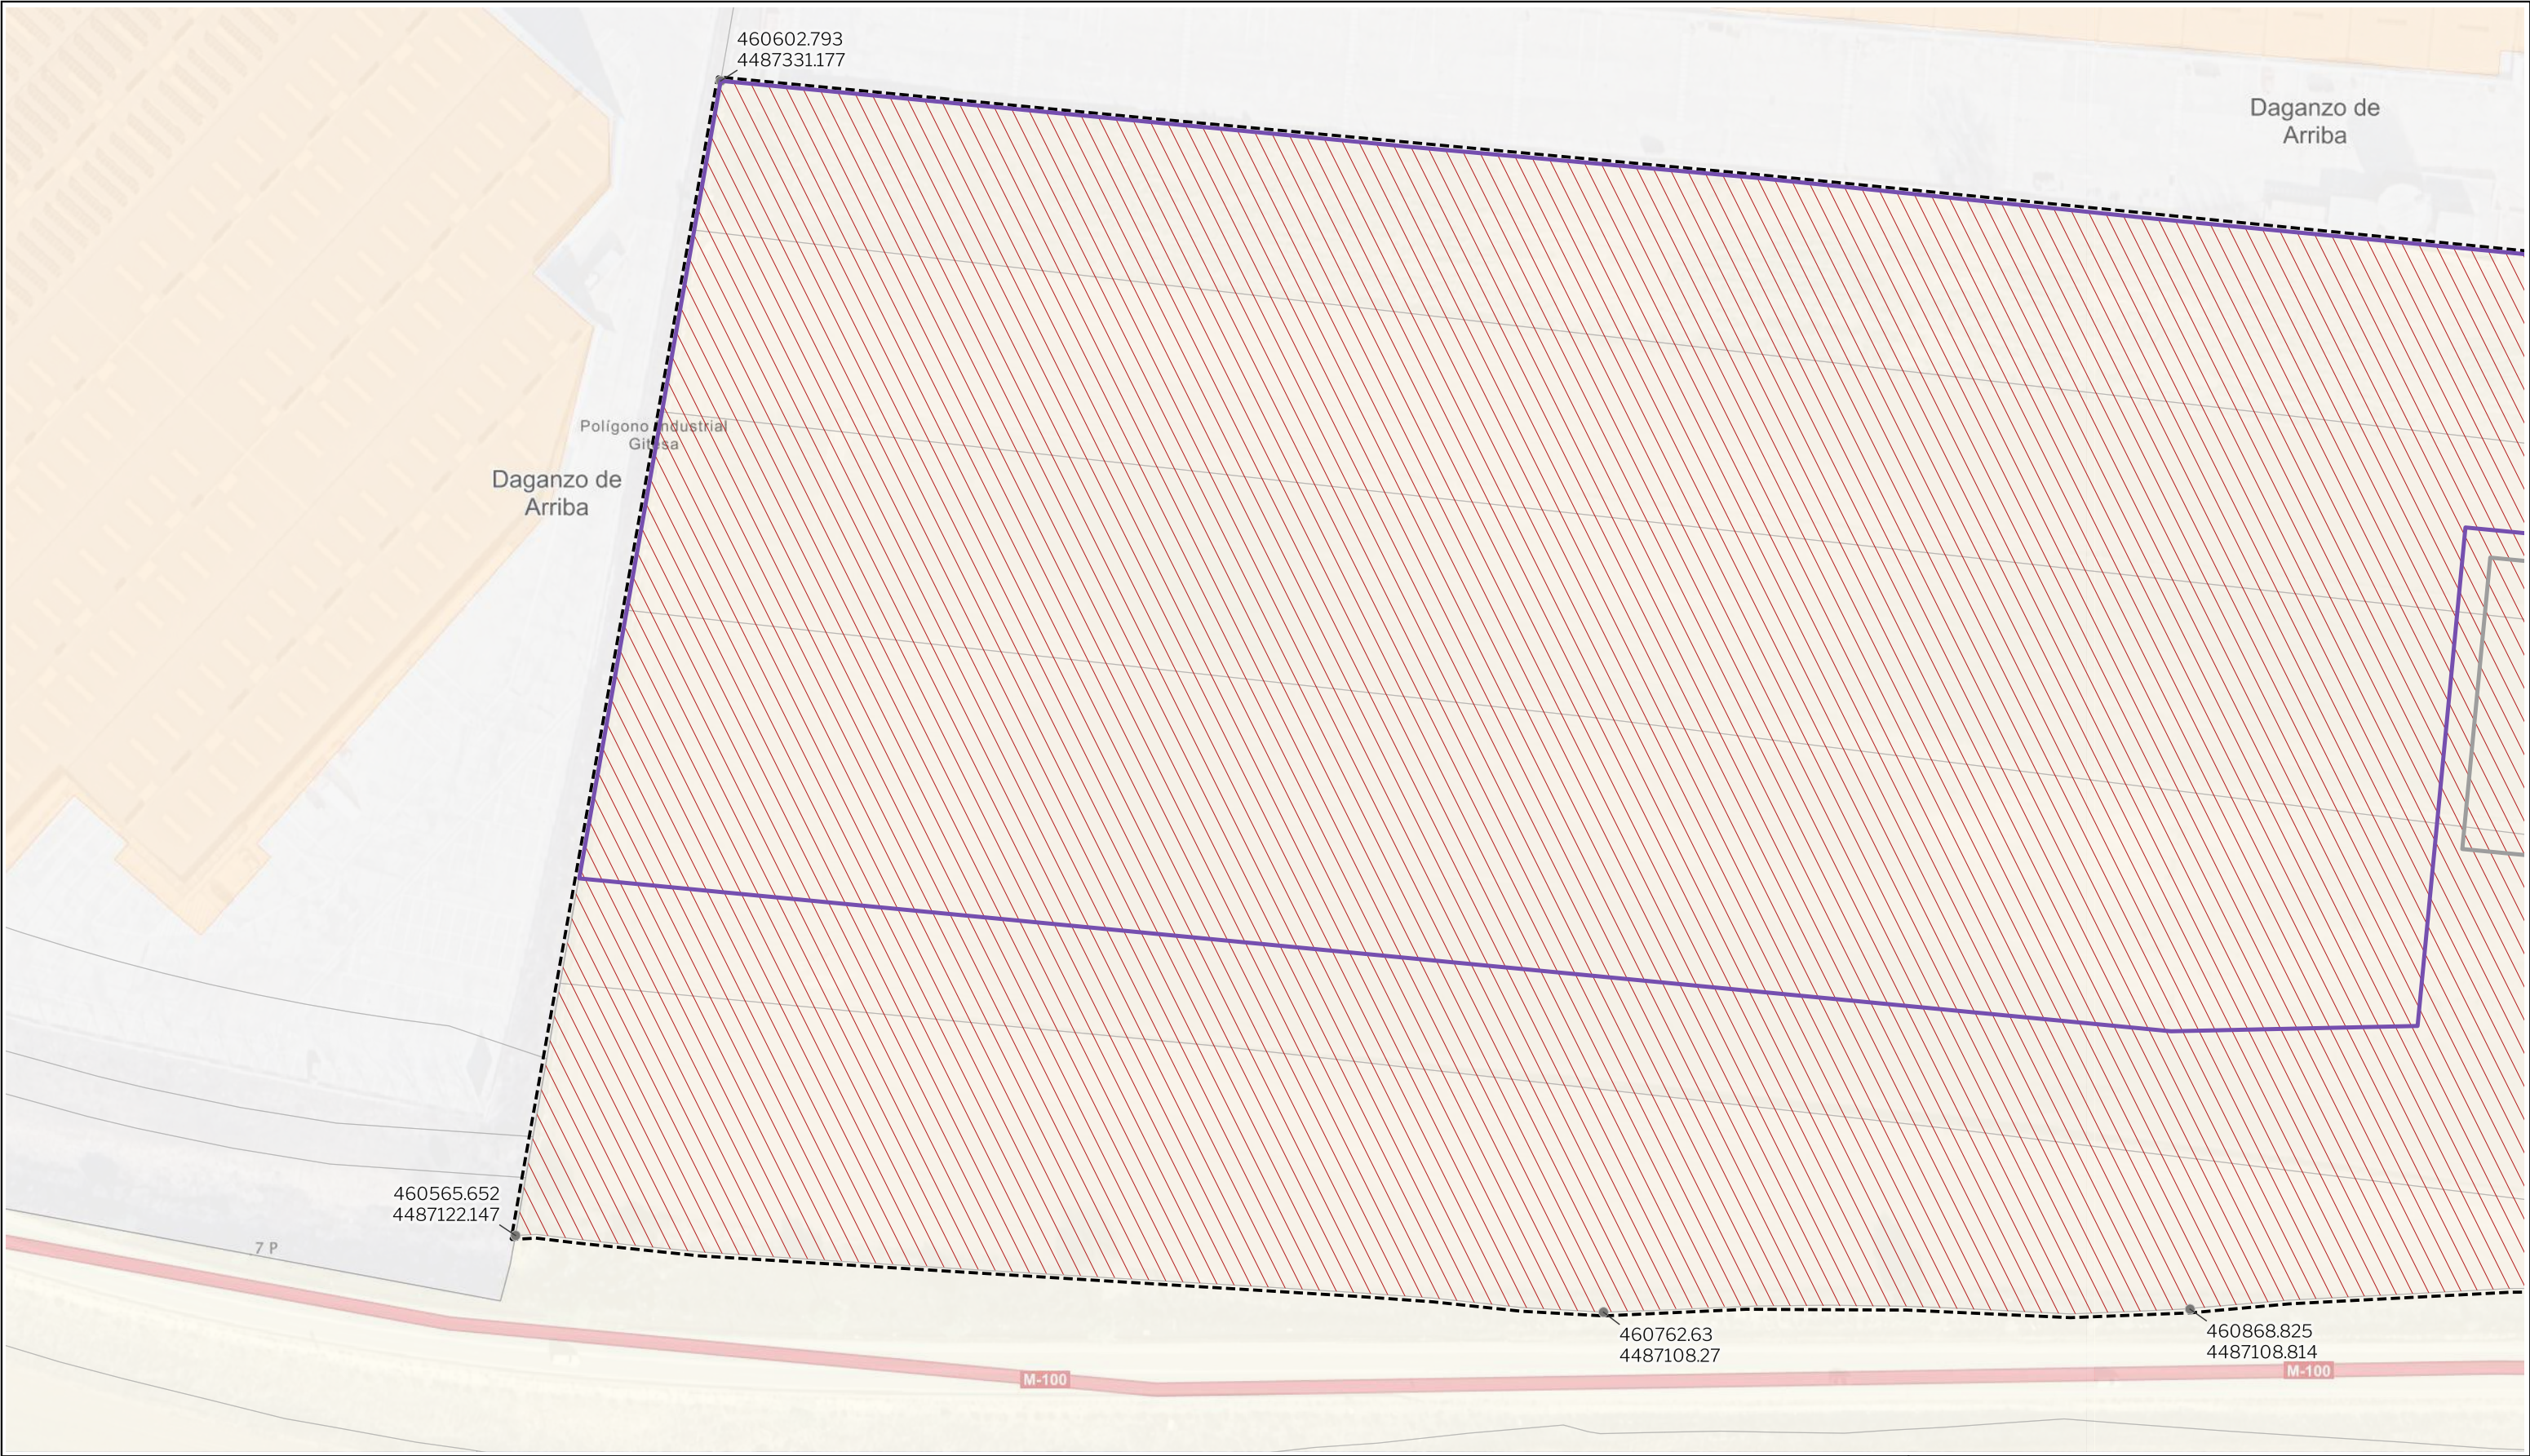 460602.793
4487331.177
Daganzo de
Arriba
Polígono Industrial
Gitesa
Daganzo de
Arriba
460565.652
4487122.147
7 P
460762.63
4487108.27
460868.825
4487108.814
M-100
M-100